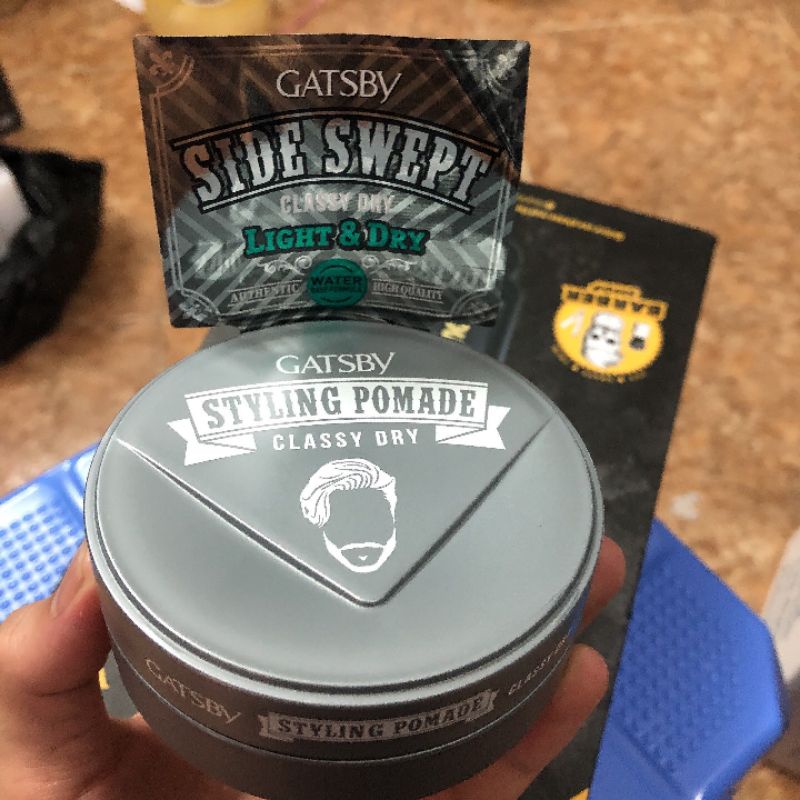 GATSBY
SIDE SWEPT
CLASSY DRY
LIGHT & DRY
WATER
AUTHENTIC
HIGH QUALITY
GATSBY
STYLING POMADE
CLASSY DRY
GATSBY
STYLING POMADE
CLASSY
BARBER